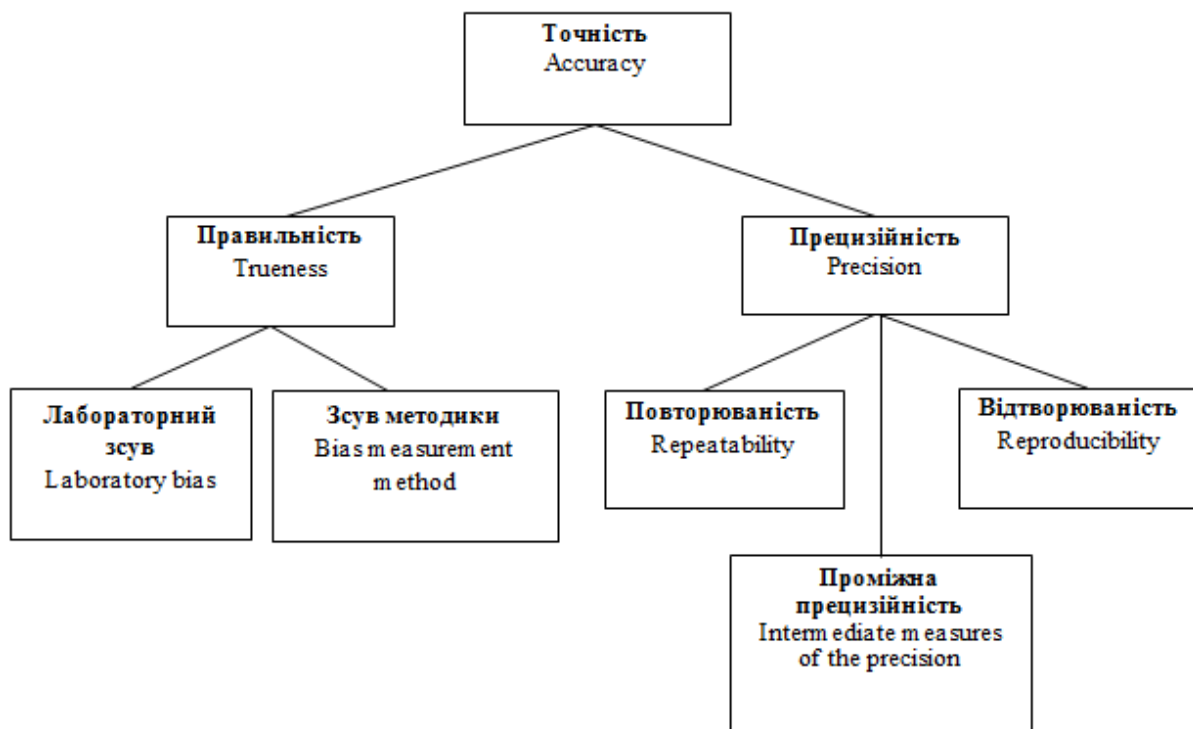 Точність
Accuracy
Правильність
Trueness
Прецизійність
Precision
Лабораторний
зсув
Laboratory bias
Зсув методики
Bias measurement
method
Повторюваність
Repeatability
Відтворюваність
Reproducibility
Проміжна
прецизійність
Intermediate measures
of the precision